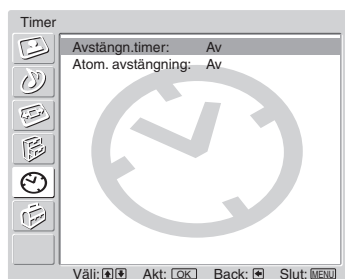 Timer
Avstängn.timer: Av
Atom. avstängning: Av
Välj: Akt: OK Back: Slut: MENU